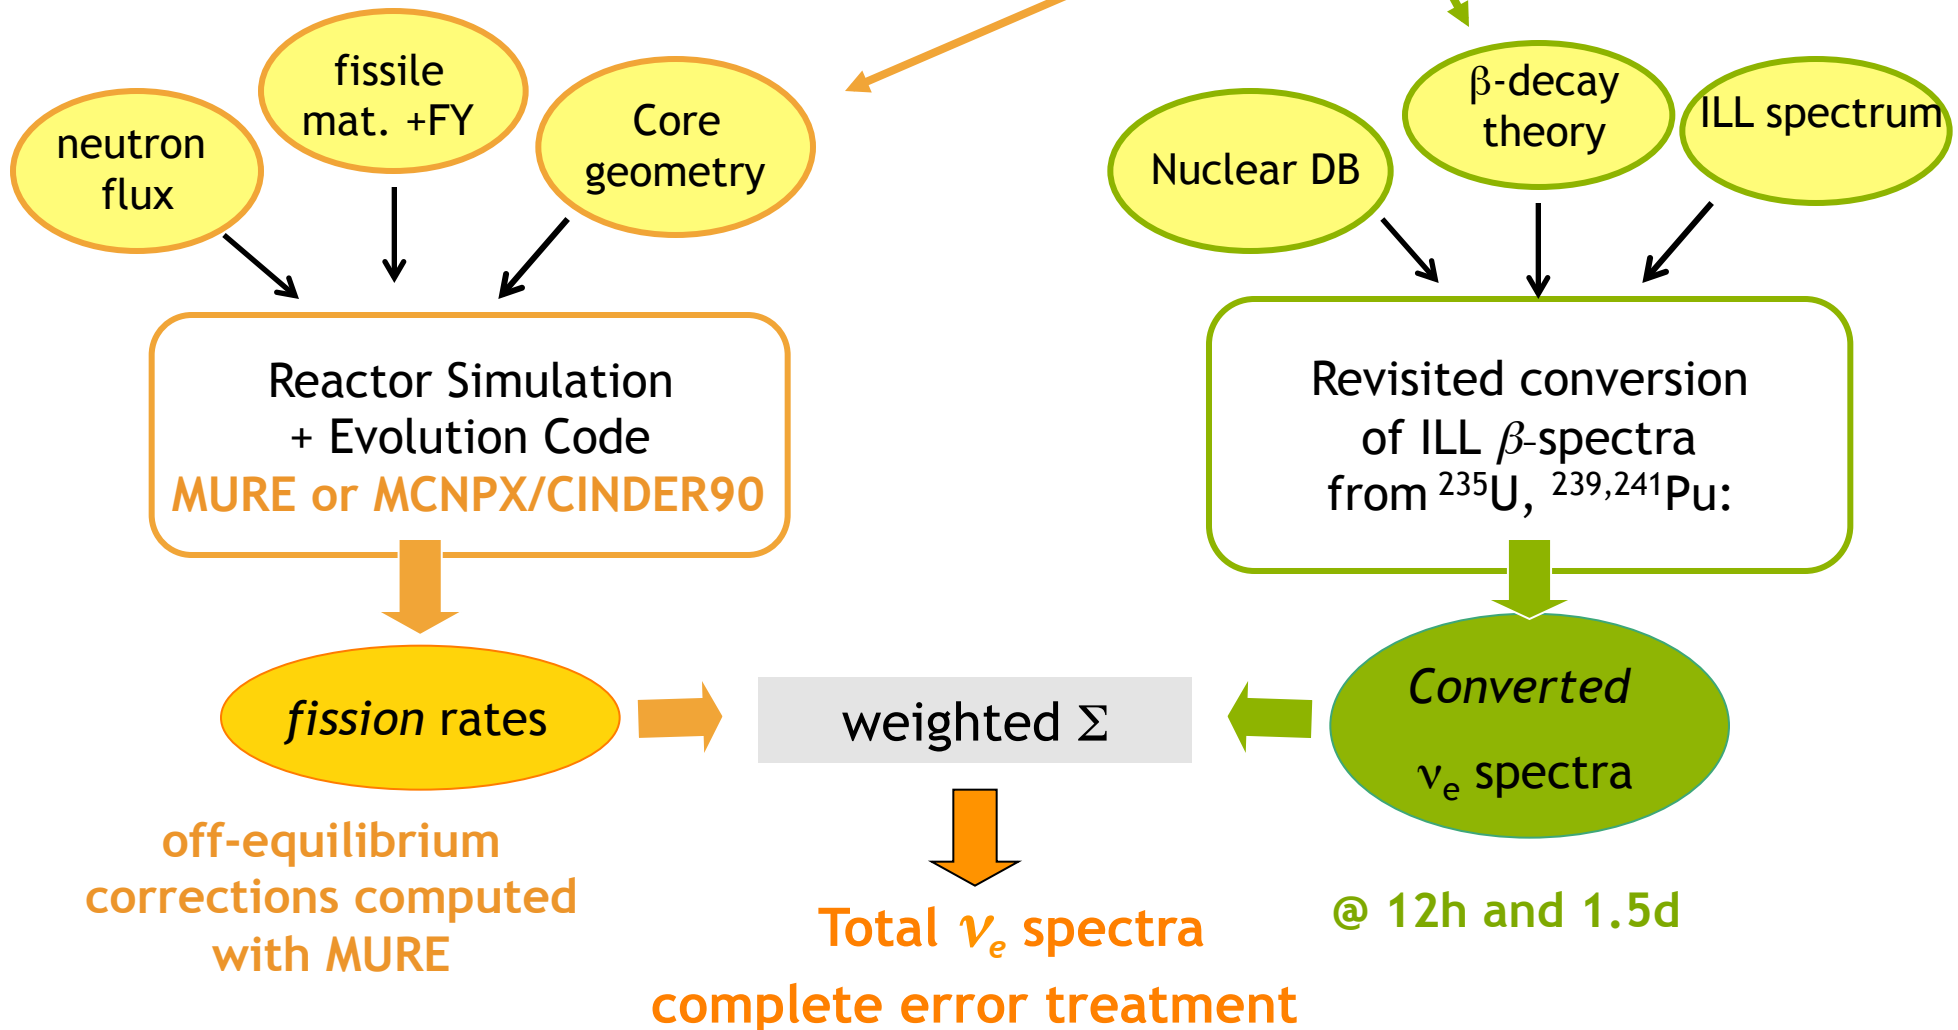 neutron
flux
fissile
mat. +FY
Core
geometry
Nuclear DB
β-decay
theory
ILL spectrum
Reactor Simulation
+ Evolution Code
MURE or MCNPX/CINDER90
Revisited conversion
of ILL β-spectra
from ²³⁵U, ²³⁹,²⁴¹Pu:
fission rates
weighted Σ
Converted
νₑ spectra
off-equilibrium
corrections computed
with MURE
Total νₑ spectra
complete error treatment
@ 12h and 1.5d